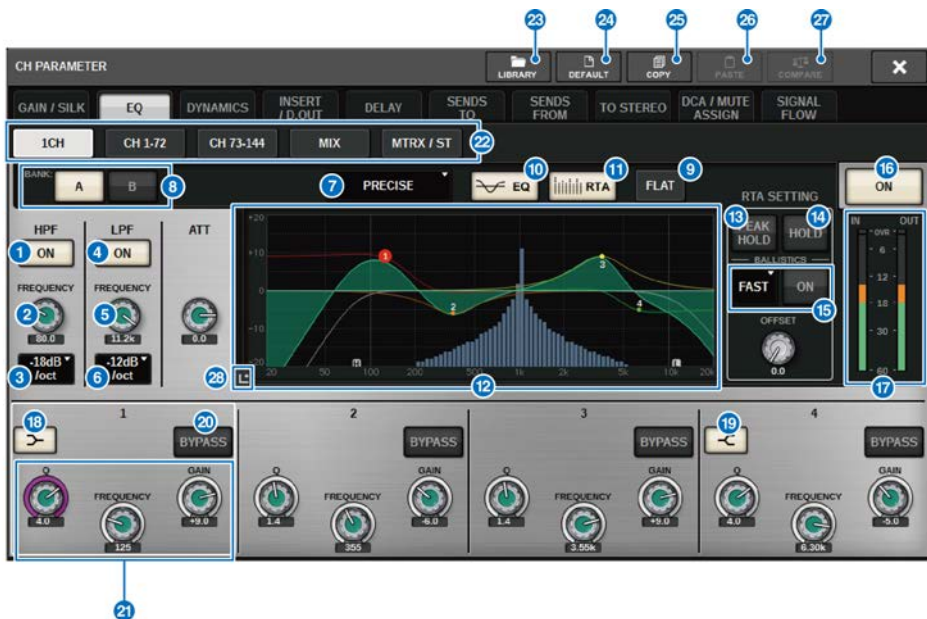 23 24 25 26 27
CH PARAMETER
LIBRARY DEFAULT COPY PASTE COMPARE ×
GAIN / SILK EQ DYNAMICS INSERT / D.OUT DELAY SENDS TO SENDS FROM TO STEREO DCA / MUTE ASSIGN SIGNAL FLOW
1CH CH 1-72 CH 73-144 MIX MTRX / ST 22
BANK: A B 8 7 PRECISE 10 EQ 11 RTA 9 FLAT 16 ON
RTA SETTING
HPF LPF ATT
1 ON 4 ON
13 PEAK HOLD 14 HOLD
BALLISTICS
FAST ON 15
FREQUENCY FREQUENCY
2 80.0 5 11.2k 0.0
3 -18dB /oct 6 -12dB /oct
OFFSET
0.0
+20
+10
0
-10
-20
1 2 3 4
H L
20 50 100 200 500 1k 2k 5k 10k 20k
28 12
IN OUT
OVR
6
12
18
30
60
17
1 2 3 4
18 20 BYPASS BYPASS BYPASS 19 BYPASS
Q FREQUENCY GAIN Q FREQUENCY GAIN Q FREQUENCY GAIN Q FREQUENCY GAIN
4.0 125 +9.0 1.4 355 -6.0 1.4 3.55k +9.0 4.0 6.30k -5.0
21